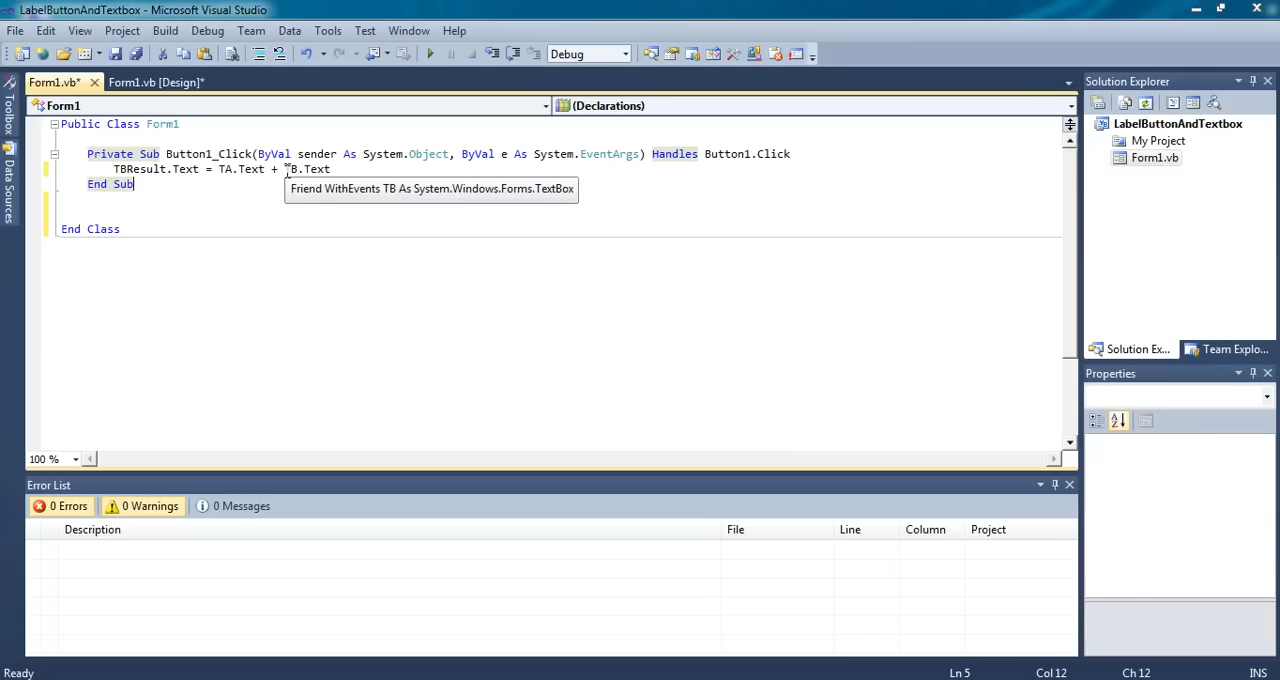 LabelButtonAndTextbox - Microsoft Visual Studio
File Edit View Project Build Debug Team Data Tools Test Window Help
Debug
Form1.vb* Form1.vb [Design]*
Form1 (Declarations)
Public Class Form1
Private Sub Button1_Click(ByVal sender As System.Object, ByVal e As System.EventArgs) Handles Button1.Click
TBResult.Text = TA.Text + TB.Text
End Sub
Friend WithEvents TB As System.Windows.Forms.TextBox
End Class
100 %
Toolbox
Data Sources
Solution Explorer
LabelButtonAndTextbox
My Project
Form1.vb
Solution Ex... Team Explo...
Properties
Error List
0 Errors 0 Warnings 0 Messages
Description File Line Column Project
Ready Ln 5 Col 12 Ch 12 INS